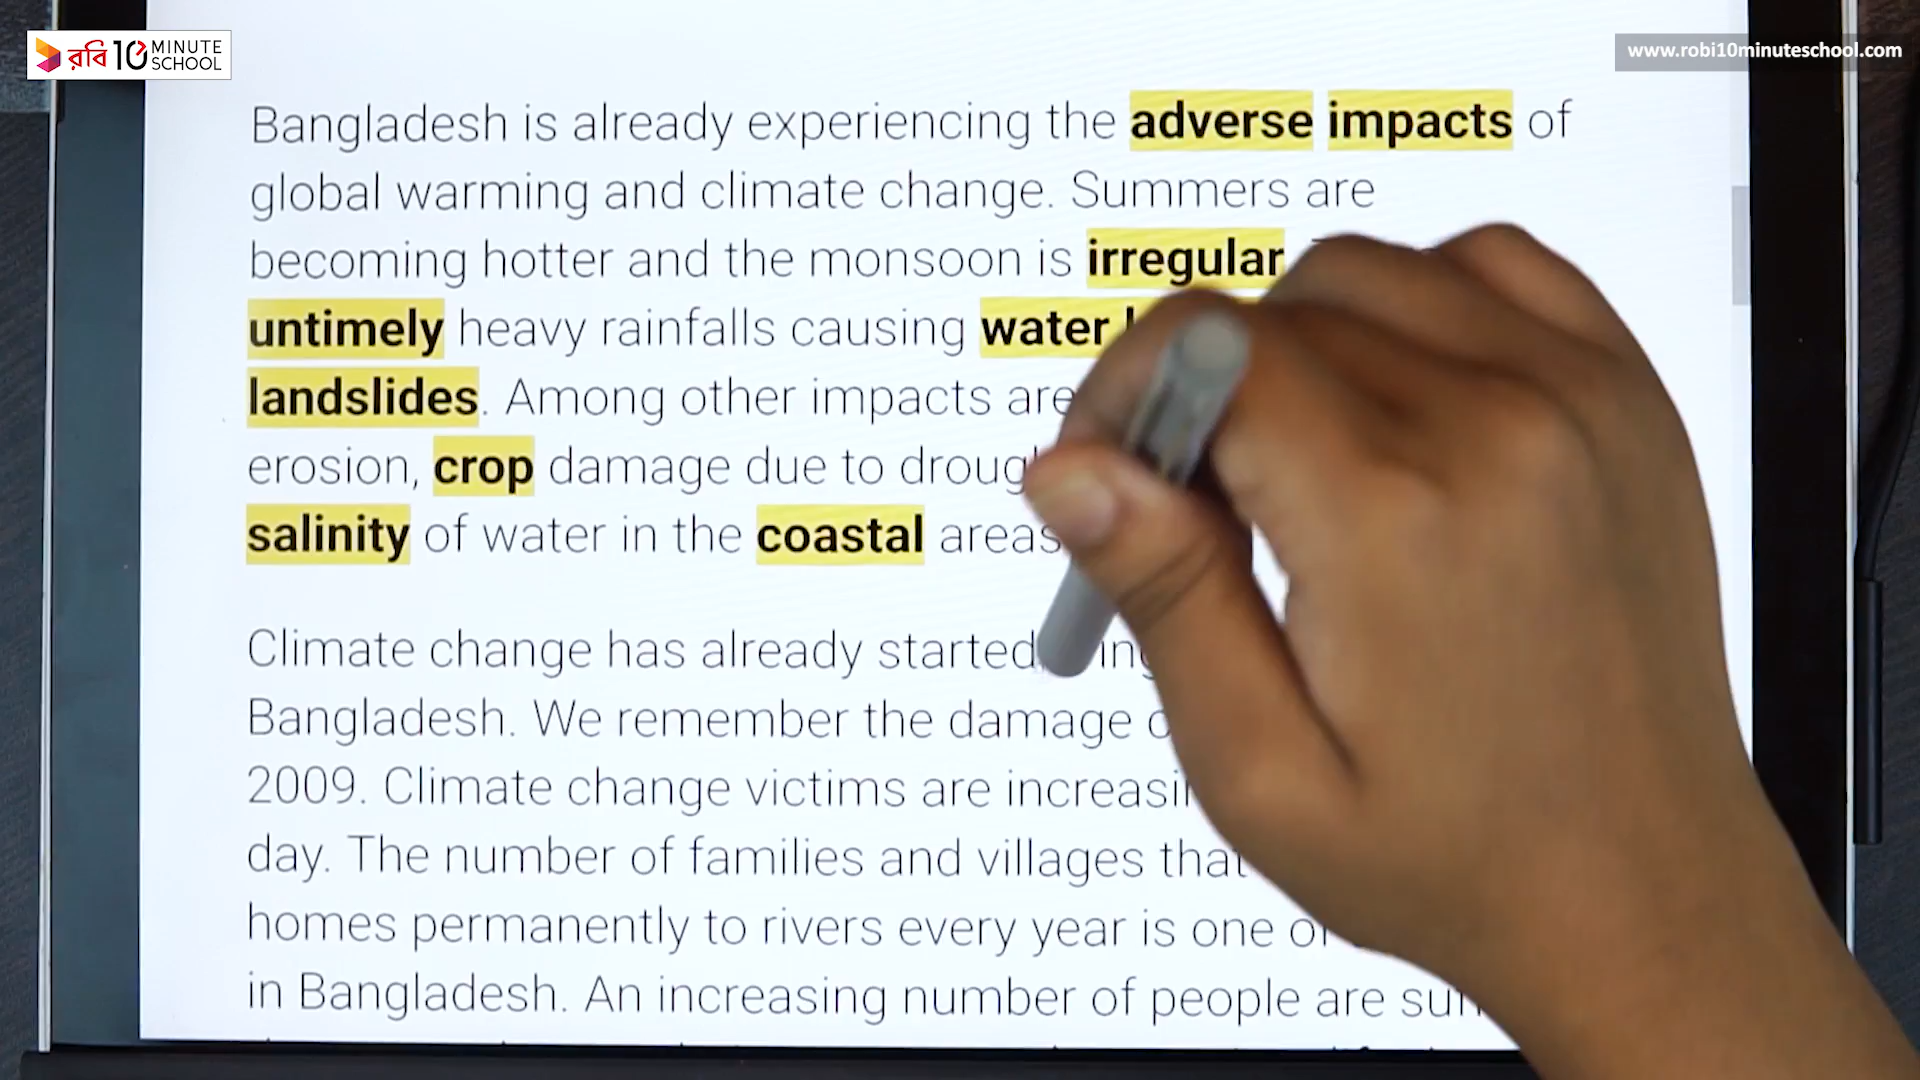 রবি 10 MINUTE SCHOOL
www.robi10minuteschool.com
Bangladesh is already experiencing the adverse impacts of
global warming and climate change. Summers are
becoming hotter and the monsoon is irregular
untimely heavy rainfalls causing water
landslides. Among other impacts are
erosion, crop damage due to
salinity of water in the coastal areas
Climate change has already started
Bangladesh. We remember the damage
2009. Climate change victims are
day. The number of families and villages that
homes permanently to rivers every year is one
in Bangladesh. An increasing number of people are